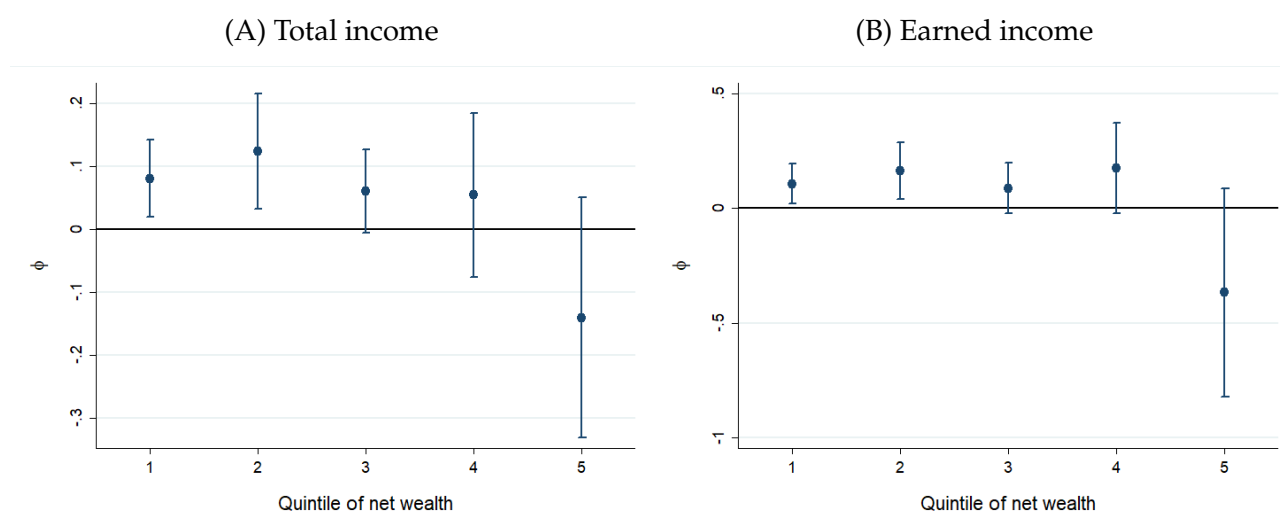 (A) Total income
.2
.1
0
-.1
-.2
-.3
ϕ
1 2 3 4 5
Quintile of net wealth
(B) Earned income
.5
0
-.5
-1
ϕ
1 2 3 4 5
Quintile of net wealth